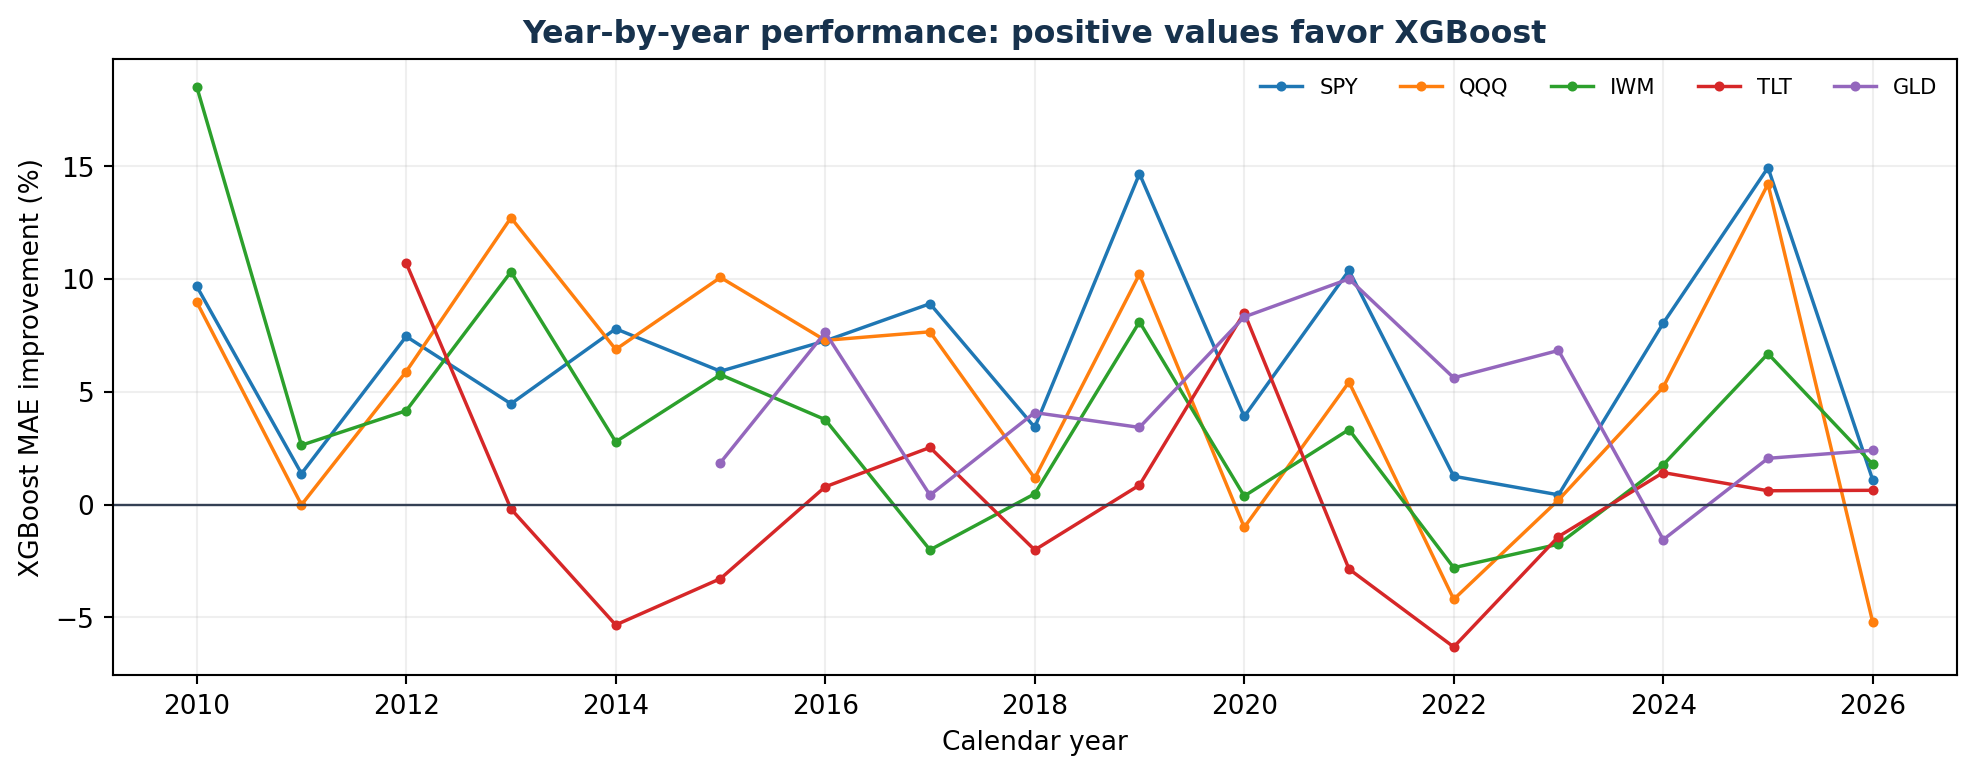 Year-by-year performance: positive values favor XGBoost
SPY QQQ IWM TLT GLD
XGBoost MAE improvement (%)
15
10
5
0
−5
2010 2012 2014 2016 2018 2020 2022 2024 2026
Calendar year